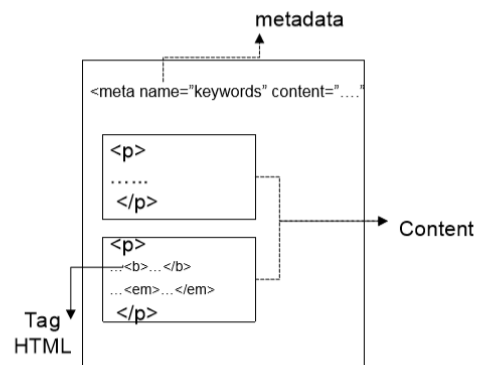 metadata
<meta name="keywords" content="...."
<p>
......
</p>
<p>
...<b>...</b>
...<em>...</em>
</p>
Content
Tag
HTML